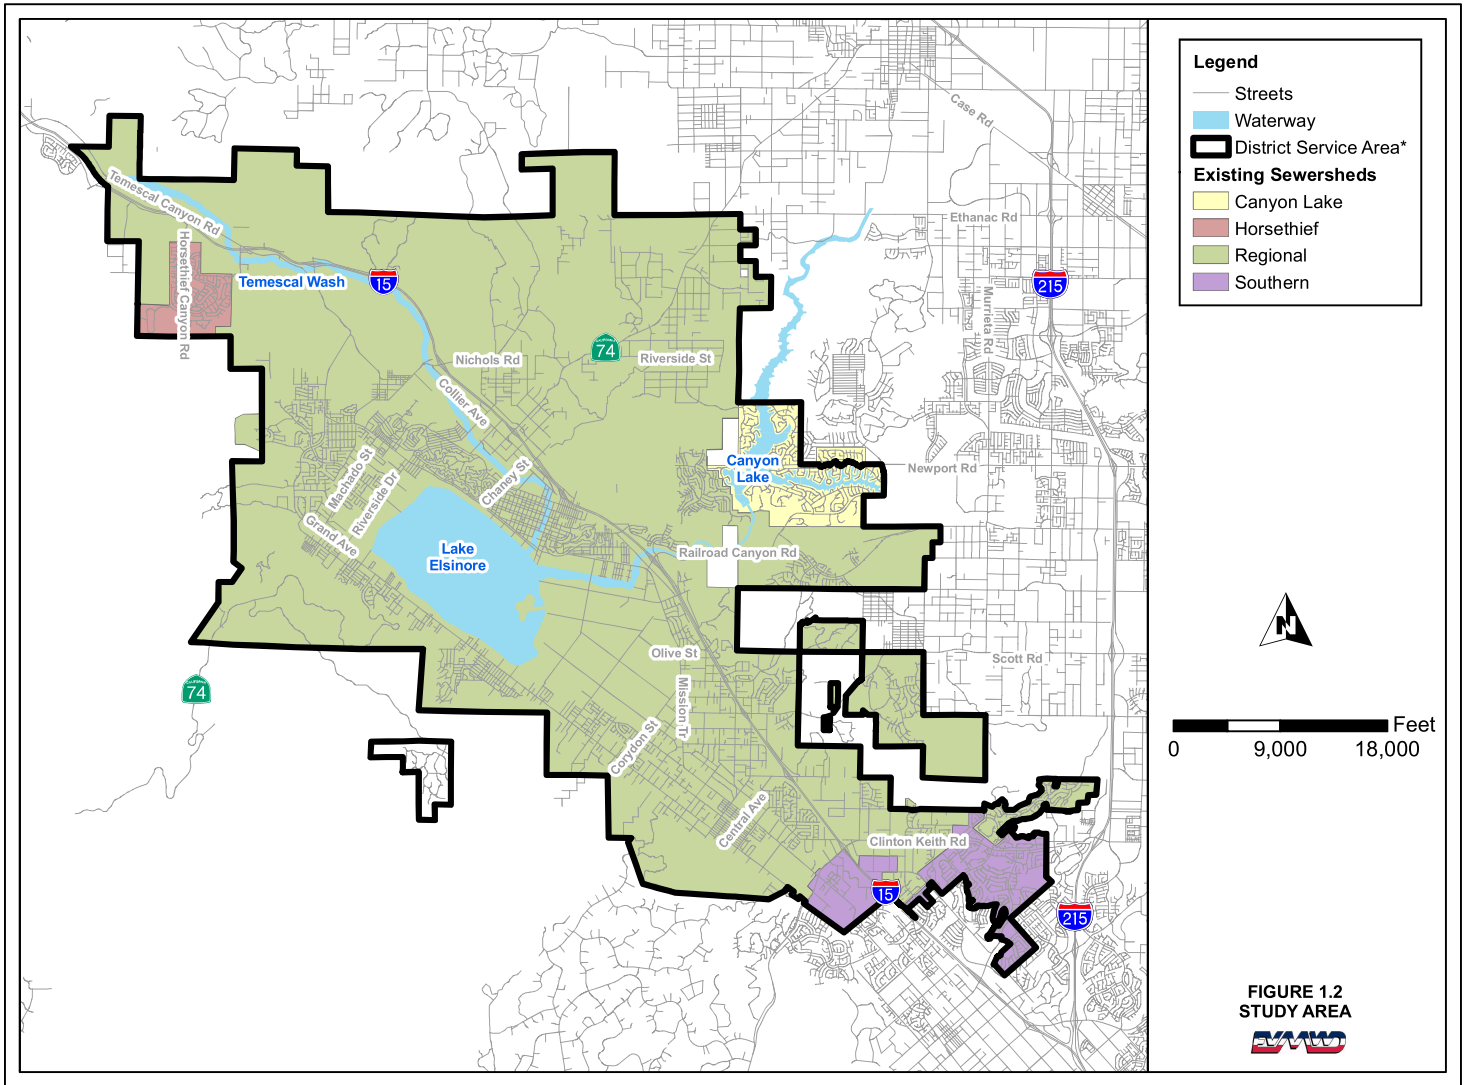 Case Rd
Ethanac Rd
Temescal Canyon Rd
Horsethief Canyon Rd
Temescal Wash
15
CALIFORNIA
74
215
Murrieta Rd
Nichols Rd
Riverside St
Collier Ave
Machado St
Riverside Dr
Chaney St
Canyon
Lake
Newport Rd
Grand Ave
Lake
Elsinore
Railroad Canyon Rd
Olive St
Scott Rd
CALIFORNIA
74
Mission Tr
Corydon St
Central Ave
Clinton Keith Rd
15
215
Legend
Streets
Waterway
District Service Area*
Existing Sewersheds
Canyon Lake
Horsethief
Regional
Southern
N
Feet
0 9,000 18,000
FIGURE 1.2
STUDY AREA
EVMWD